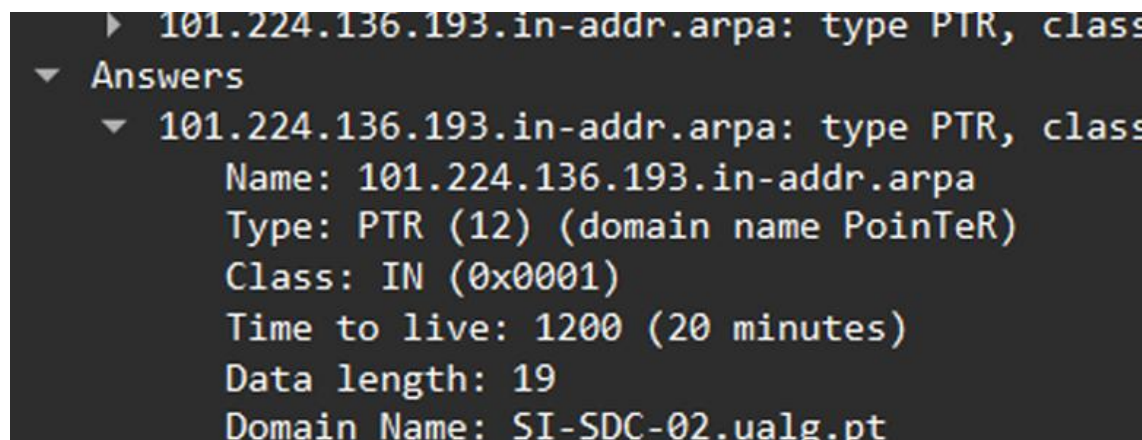 101.224.136.193.in-addr.arpa: type PTR, class
Answers
101.224.136.193.in-addr.arpa: type PTR, class
Name: 101.224.136.193.in-addr.arpa
Type: PTR (12) (domain name PoinTeR)
Class: IN (0x0001)
Time to live: 1200 (20 minutes)
Data length: 19
Domain Name: SI-SDC-02.ualg.pt